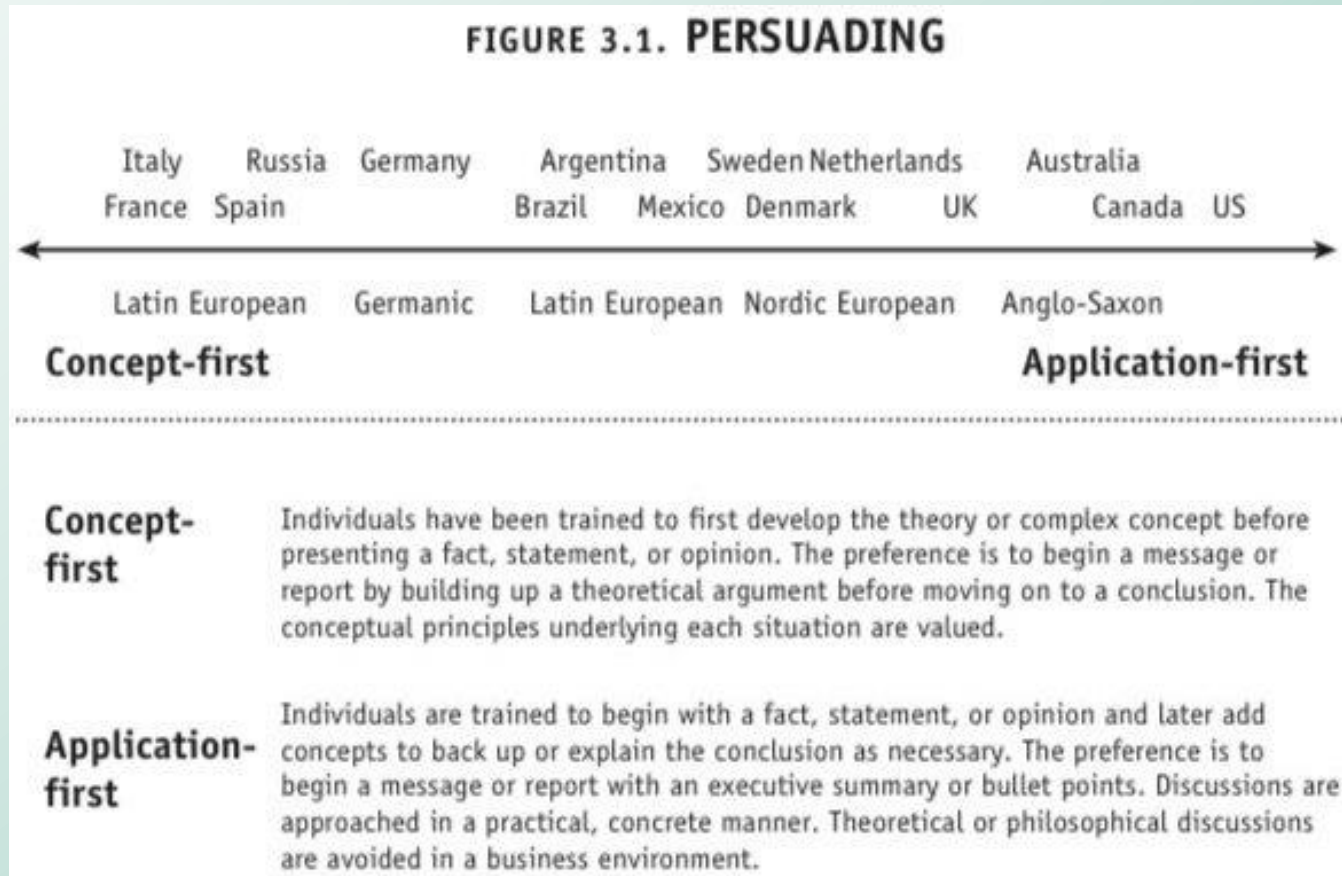 FIGURE 3.1. PERSUADING
Italy Russia Germany Argentina Sweden Netherlands Australia
France Spain Brazil Mexico Denmark UK Canada US
Latin European Germanic Latin European Nordic European Anglo-Saxon
Concept-first Application-first
Concept-
first
Individuals have been trained to first develop the theory or complex concept before
presenting a fact, statement, or opinion. The preference is to begin a message or
report by building up a theoretical argument before moving on to a conclusion. The
conceptual principles underlying each situation are valued.
Application-
first
Individuals are trained to begin with a fact, statement, or opinion and later add
concepts to back up or explain the conclusion as necessary. The preference is to
begin a message or report with an executive summary or bullet points. Discussions are
approached in a practical, concrete manner. Theoretical or philosophical discussions
are avoided in a business environment.